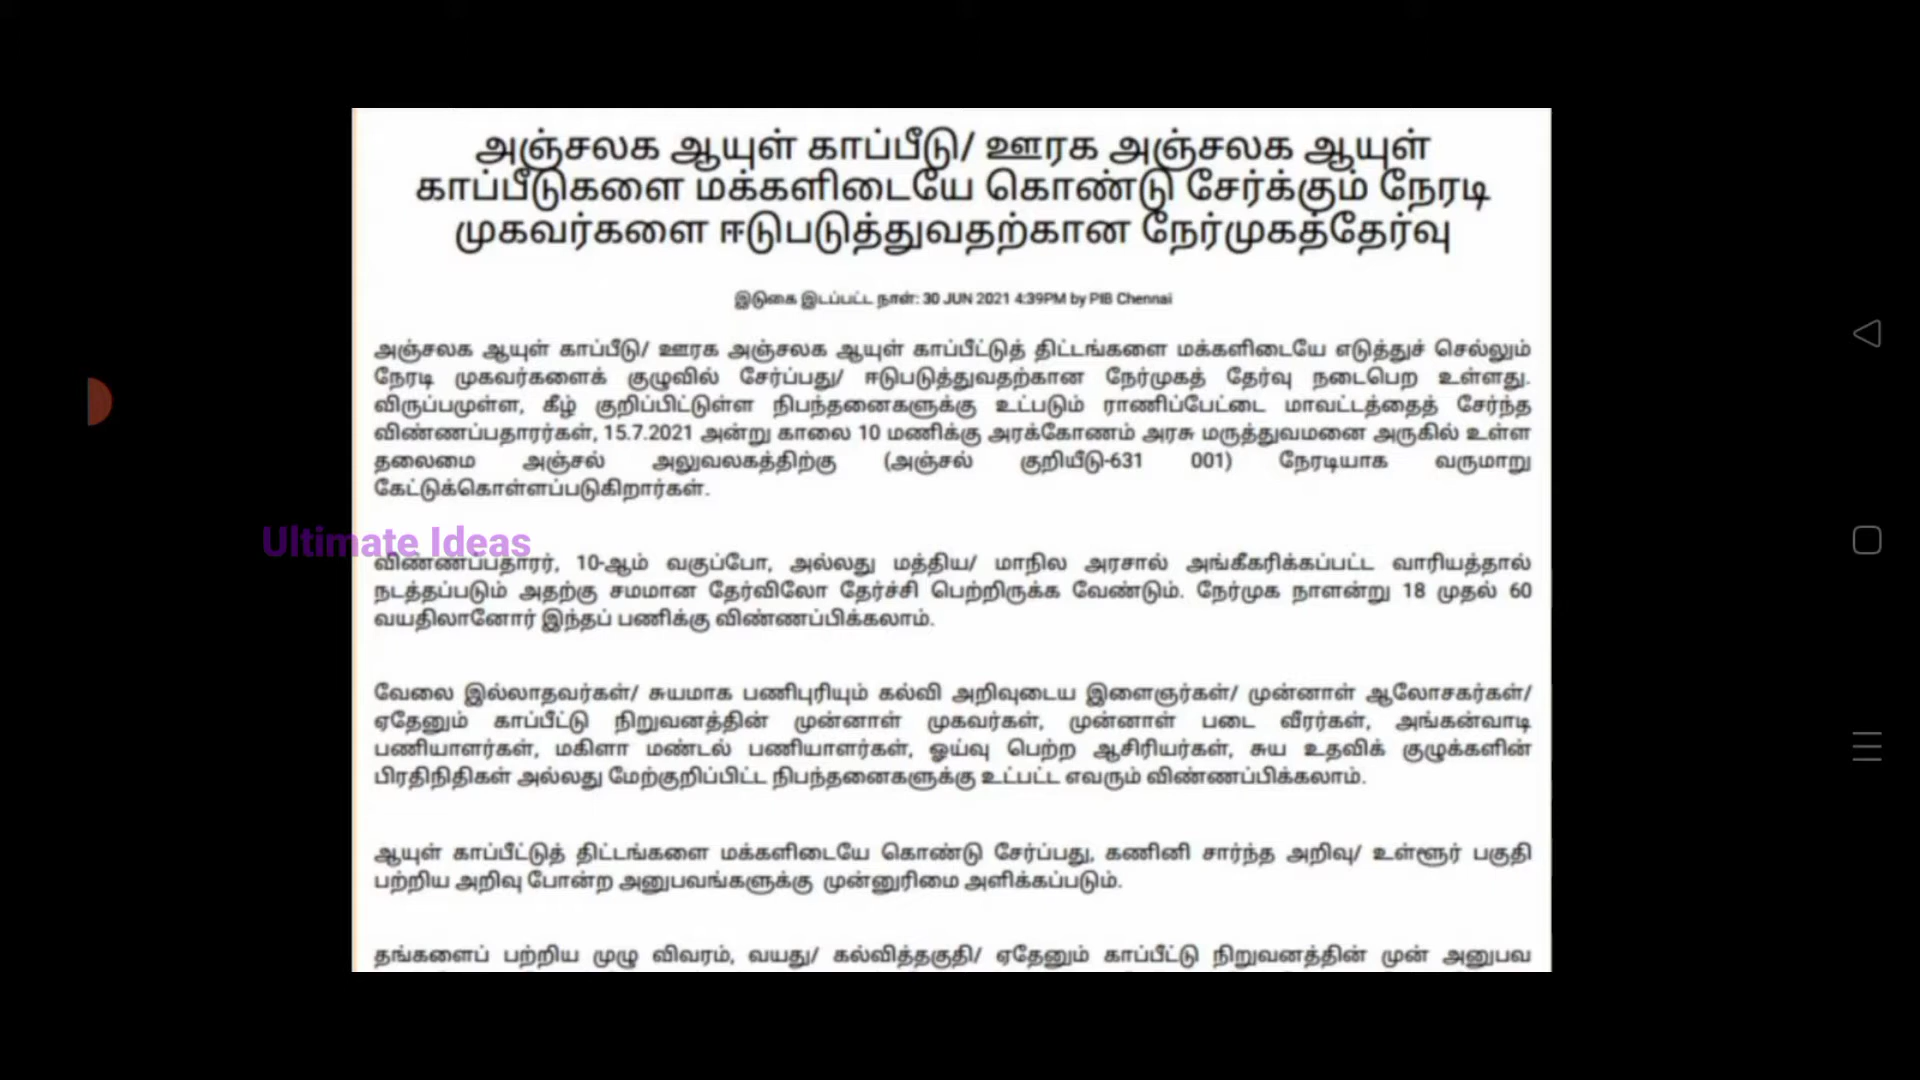 அஞ்சலக ஆயுள் காப்பீடு/ ஊரக அஞ்சலக ஆயுள்
காப்பீடுகளை மக்களிடையே கொண்டு சேர்க்கும் நேரடி
முகவர்களை ஈடுபடுத்துவதற்கான நேர்முகத்தேர்வு
இடுகை இடப்பட்ட நாள்: 30 JUN 2021 4:39PM by PIB Chennai
அஞ்சலக ஆயுள் காப்பீடு/ ஊரக அஞ்சலக ஆயுள் காப்பீட்டுத் திட்டங்களை மக்களிடையே எடுத்துச் செல்லும்
நேரடி முகவர்களைக் குழுவில் சேர்ப்பது/ ஈடுபடுத்துவதற்கான நேர்முகத் தேர்வு நடைபெற உள்ளது.
விருப்பமுள்ள, கீழ் குறிப்பிட்டுள்ள நிபந்தனைகளுக்கு உட்படும் ராணிப்பேட்டை மாவட்டத்தைத் சேர்ந்த
விண்ணப்பதாரர்கள், 15.7.2021 அன்று காலை 10 மணிக்கு அரக்கோணம் அரசு மருத்துவமனை அருகில் உள்ள
தலைமை அஞ்சல் அலுவலகத்திற்கு (அஞ்சல் குறியீடு-631 001) நேரடியாக வருமாறு
கேட்டுக்கொள்ளப்படுகிறார்கள்.
Ultimate Ideas
விண்ணப்பதாரர், 10-ஆம் வகுப்போ, அல்லது மத்திய/ மாநில அரசால் அங்கீகரிக்கப்பட்ட வாரியத்தால்
நடத்தப்படும் அதற்கு சமமான தேர்விலோ தேர்ச்சி பெற்றிருக்க வேண்டும். நேர்முக நாளன்று 18 முதல் 60
வயதிலானோர் இந்தப் பணிக்கு விண்ணப்பிக்கலாம்.
வேலை இல்லாதவர்கள்/ சுயமாக பணிபுரியும் கல்வி அறிவுடைய இளைஞர்கள்/ முன்னாள் ஆலோசகர்கள்/
ஏதேனும் காப்பீட்டு நிறுவனத்தின் முன்னாள் முகவர்கள், முன்னாள் படை வீரர்கள், அங்கன்வாடி
பணியாளர்கள், மகிளா மண்டல் பணியாளர்கள், ஓய்வு பெற்ற ஆசிரியர்கள், சுய உதவிக் குழுக்களின்
பிரதிநிதிகள் அல்லது மேற்குறிப்பிட்ட நிபந்தனைகளுக்கு உட்பட்ட எவரும் விண்ணப்பிக்கலாம்.
ஆயுள் காப்பீட்டுத் திட்டங்களை மக்களிடையே கொண்டு சேர்ப்பது, கணினி சார்ந்த அறிவு/ உள்ளூர் பகுதி
பற்றிய அறிவு போன்ற அனுபவங்களுக்கு முன்னுரிமை அளிக்கப்படும்.
தங்களைப் பற்றிய முழு விவரம், வயது/ கல்வித்தகுதி/ ஏதேனும் காப்பீட்டு நிறுவனத்தின் முன் அனுபவ